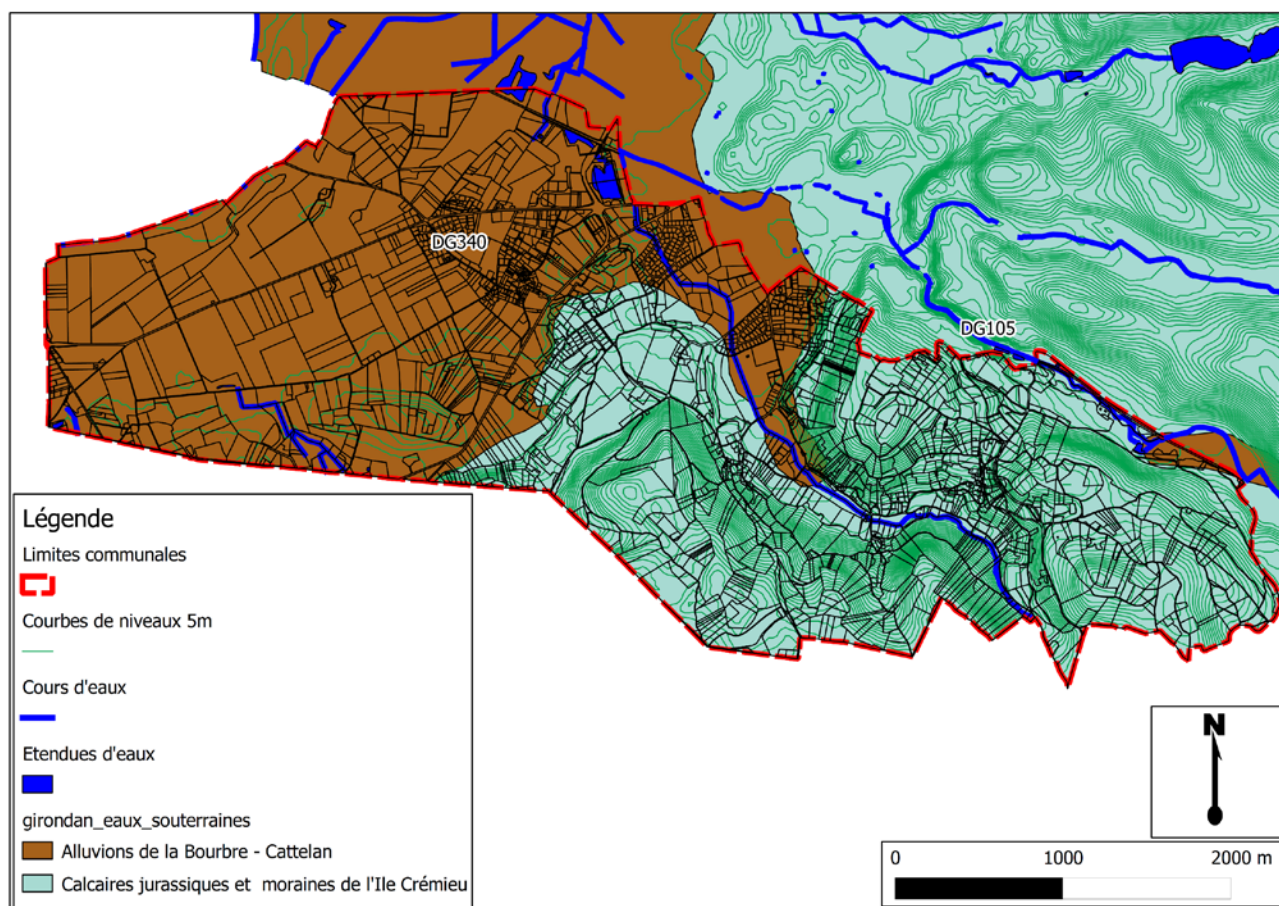 DG340
DG105
Légende
Limites communales
Courbes de niveaux 5m
Cours d'eaux
Etendues d'eaux
girondan_eaux_souterraines
Alluvions de la Bourbre - Cattelan
Calcaires jurassiques et moraines de l'Ile Crémieu
N
0 1000 2000 m